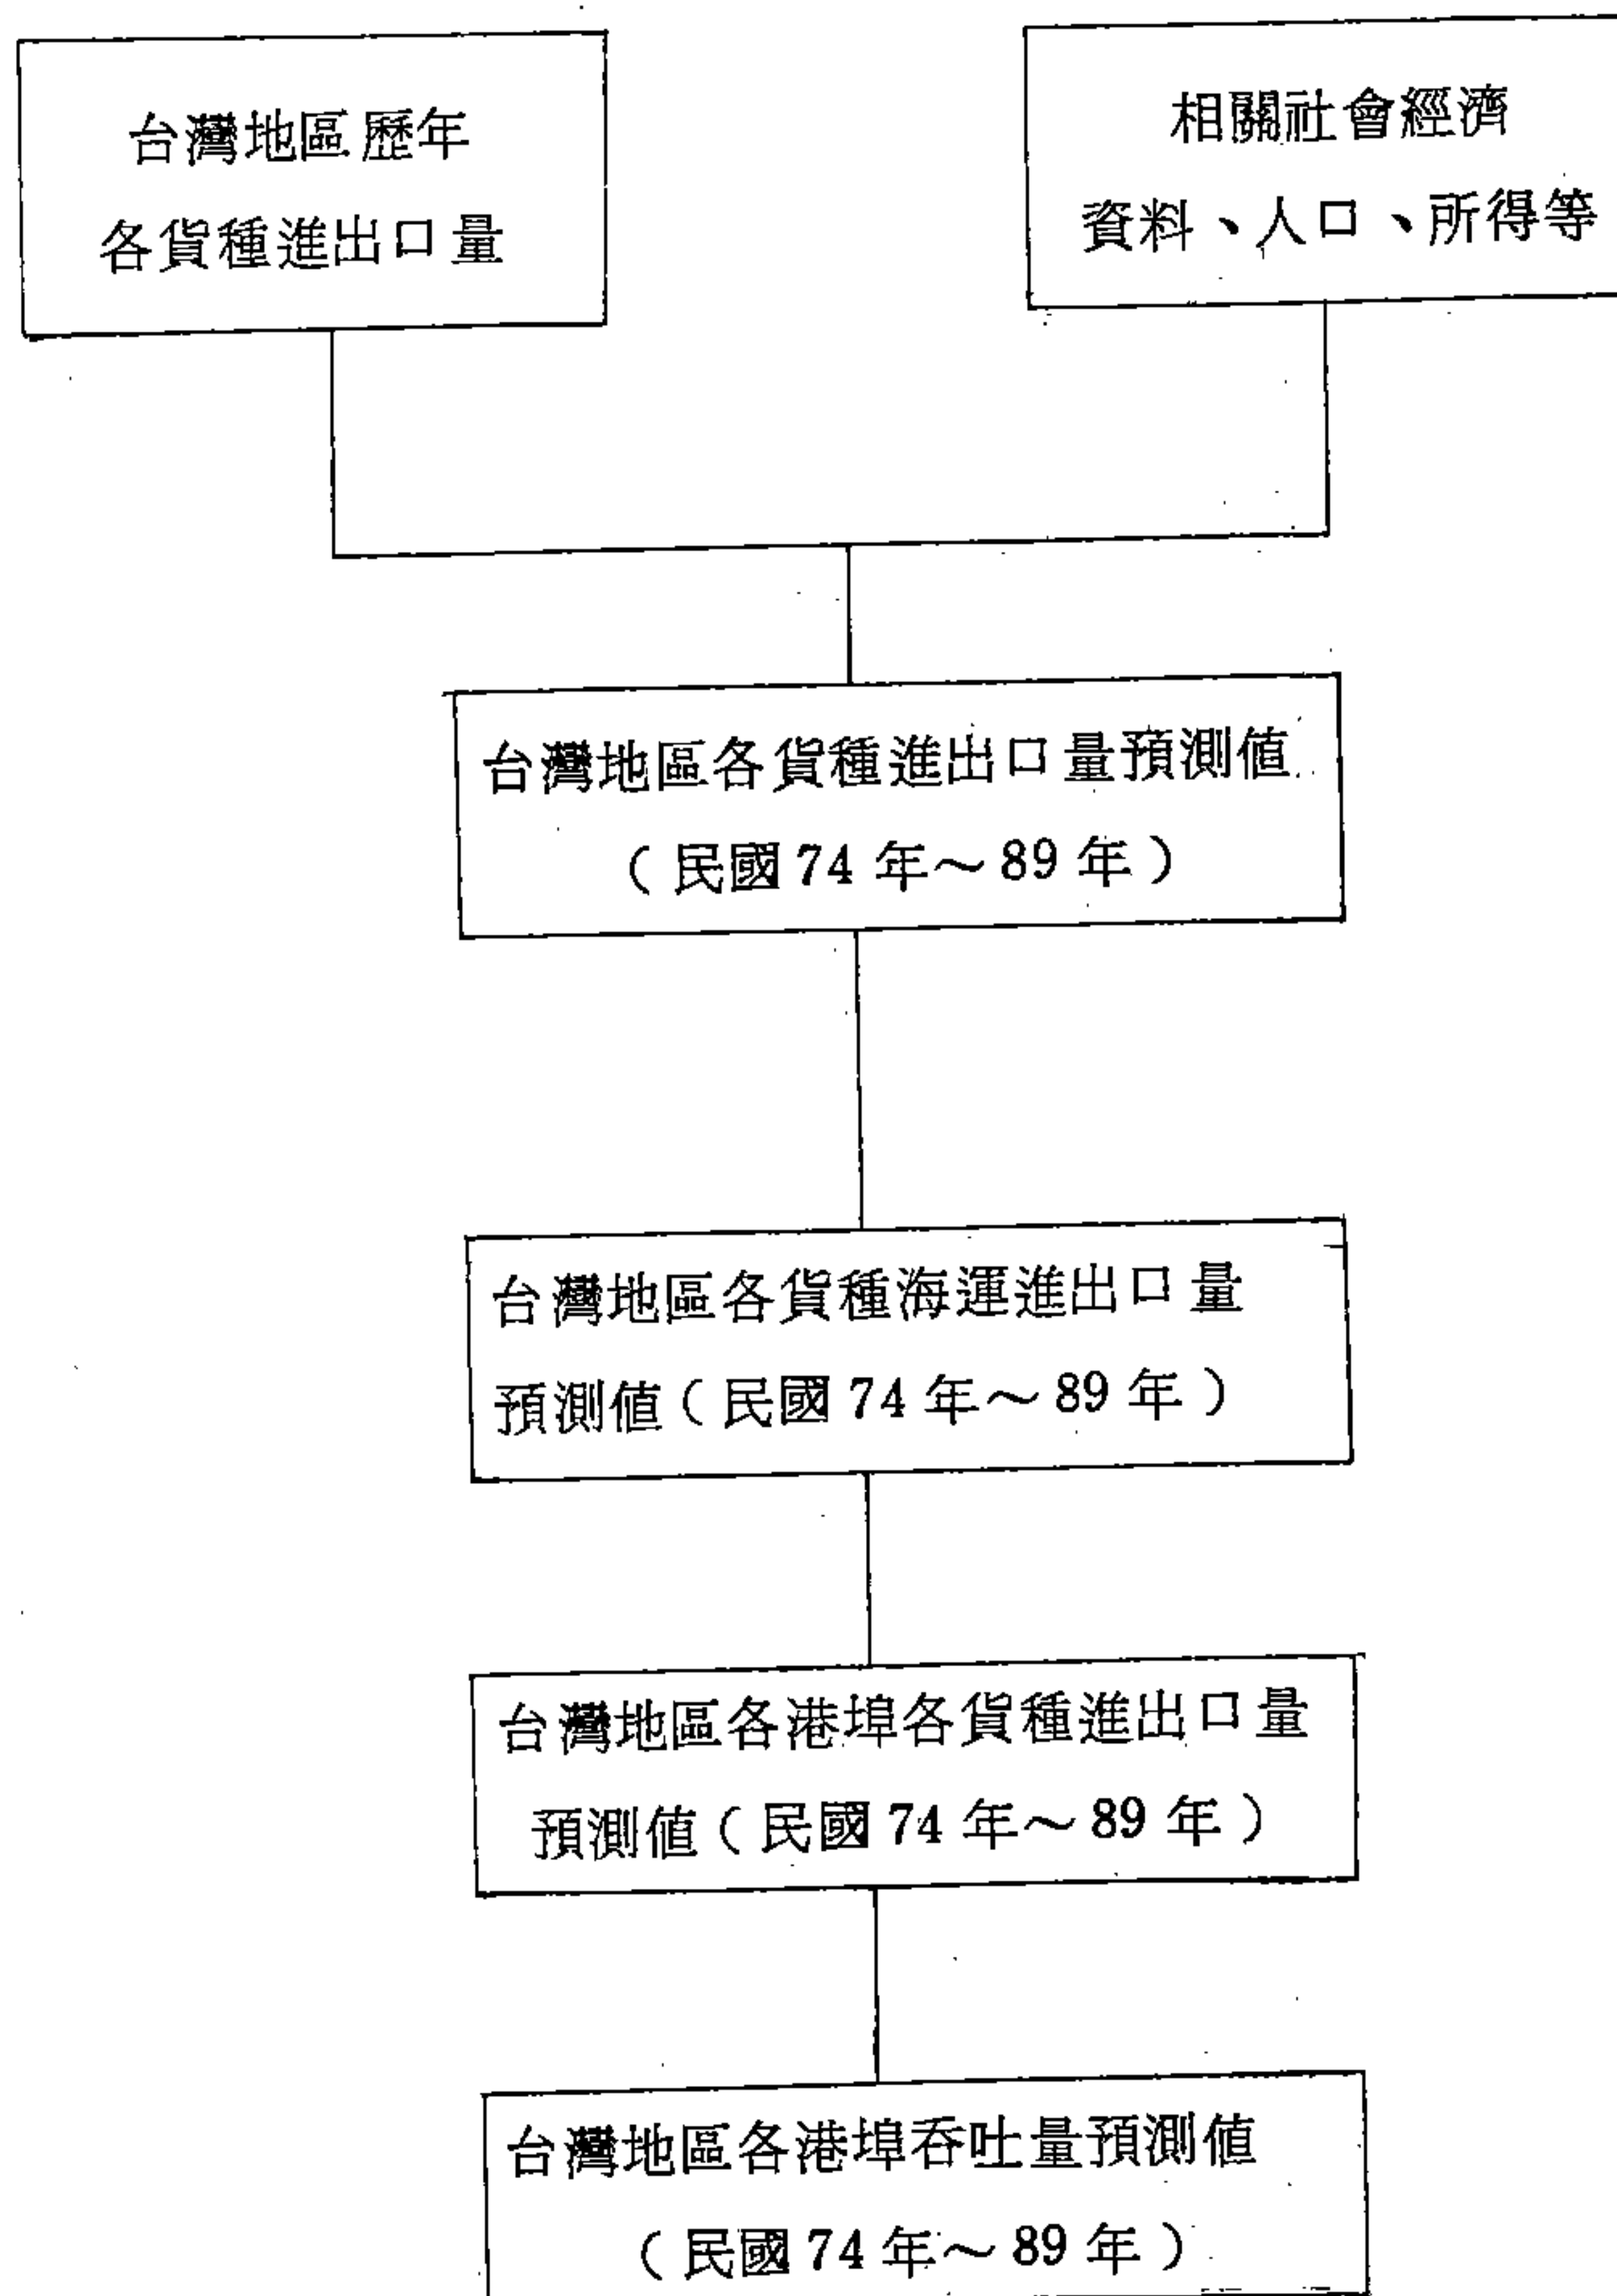 台灣地區歷年
各貨種進出口量
相關社會經濟
資料、人口、所得等
台灣地區各貨種進出口量預測值
（民國74年～89年）
台灣地區各貨種海運進出口量
預測值（民國74年～89年）
台灣地區各港埠各貨種進出口量
預測值（民國74年～89年）
台灣地區各港埠吞吐量預測值
（民國74年～89年）